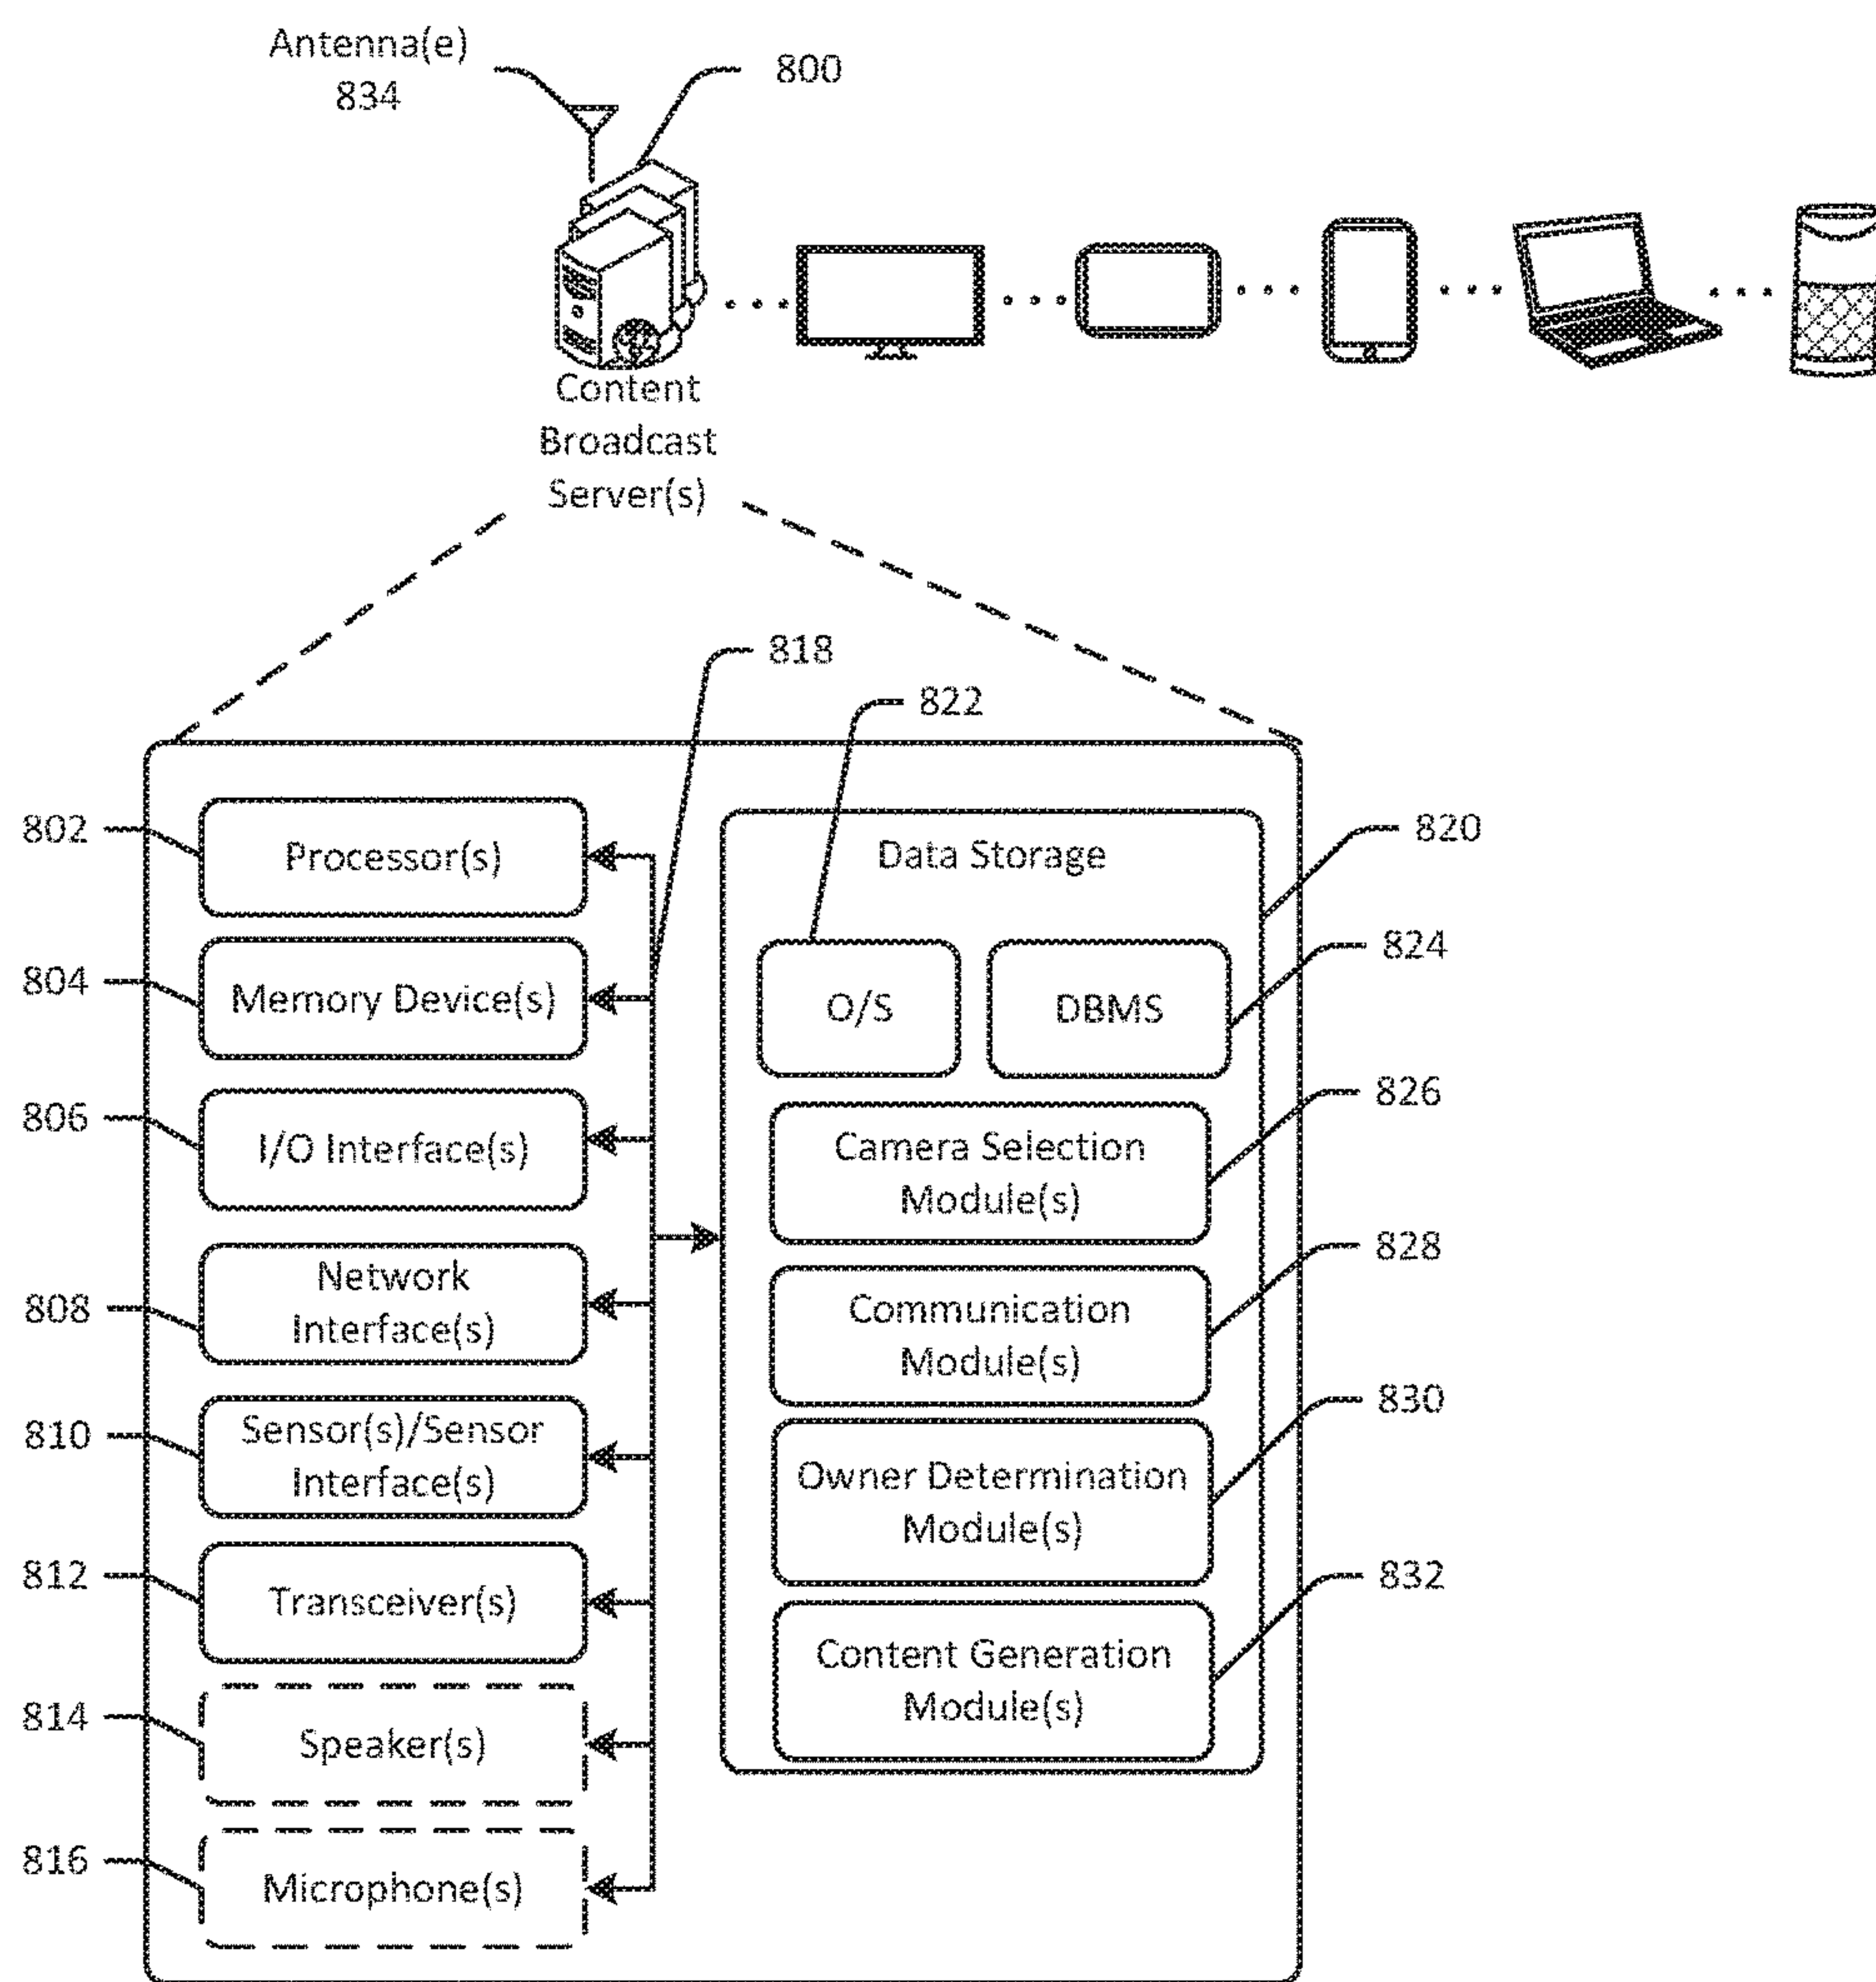 Antenna(e)
834
800
Content
Broadcast
Server(s)
818
822
802
Processor(s)
Data Storage
820
804
Memory Device(s)
O/S
DBMS
824
806
I/O Interface(s)
Camera Selection
Module(s)
826
808
Network
Interface(s)
Communication
Module(s)
828
810
Sensor(s)/Sensor
Interface(s)
Owner Determination
Module(s)
830
812
Transceiver(s)
Content Generation
Module(s)
832
814
Speaker(s)
816
Microphone(s)